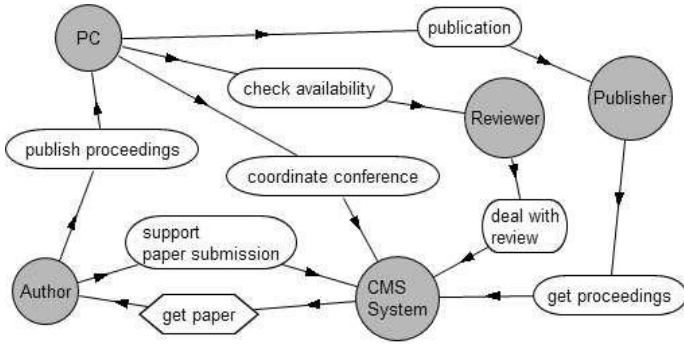 PC
publication
check availability
Publisher
Reviewer
publish proceedings
coordinate conference
support
paper submission
deal with
review
Author
CMS
System
get paper
get proceedings